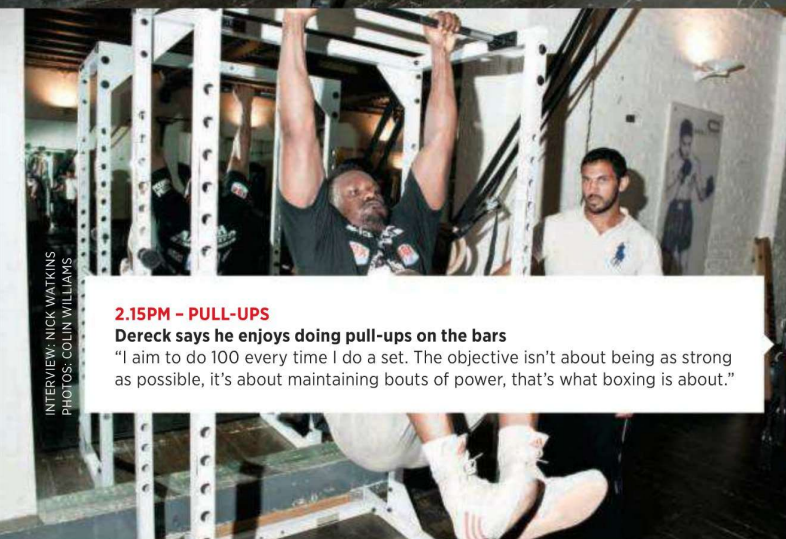 INTERVIEW: NICK WATKINS
PHOTOS: COLIN WILLIAMS
2.15PM – PULL-UPS
Dereck says he enjoys doing pull-ups on the bars
“I aim to do 100 every time I do a set. The objective isn’t about being as strong
as possible, it’s about maintaining bouts of power, that’s what boxing is about.”